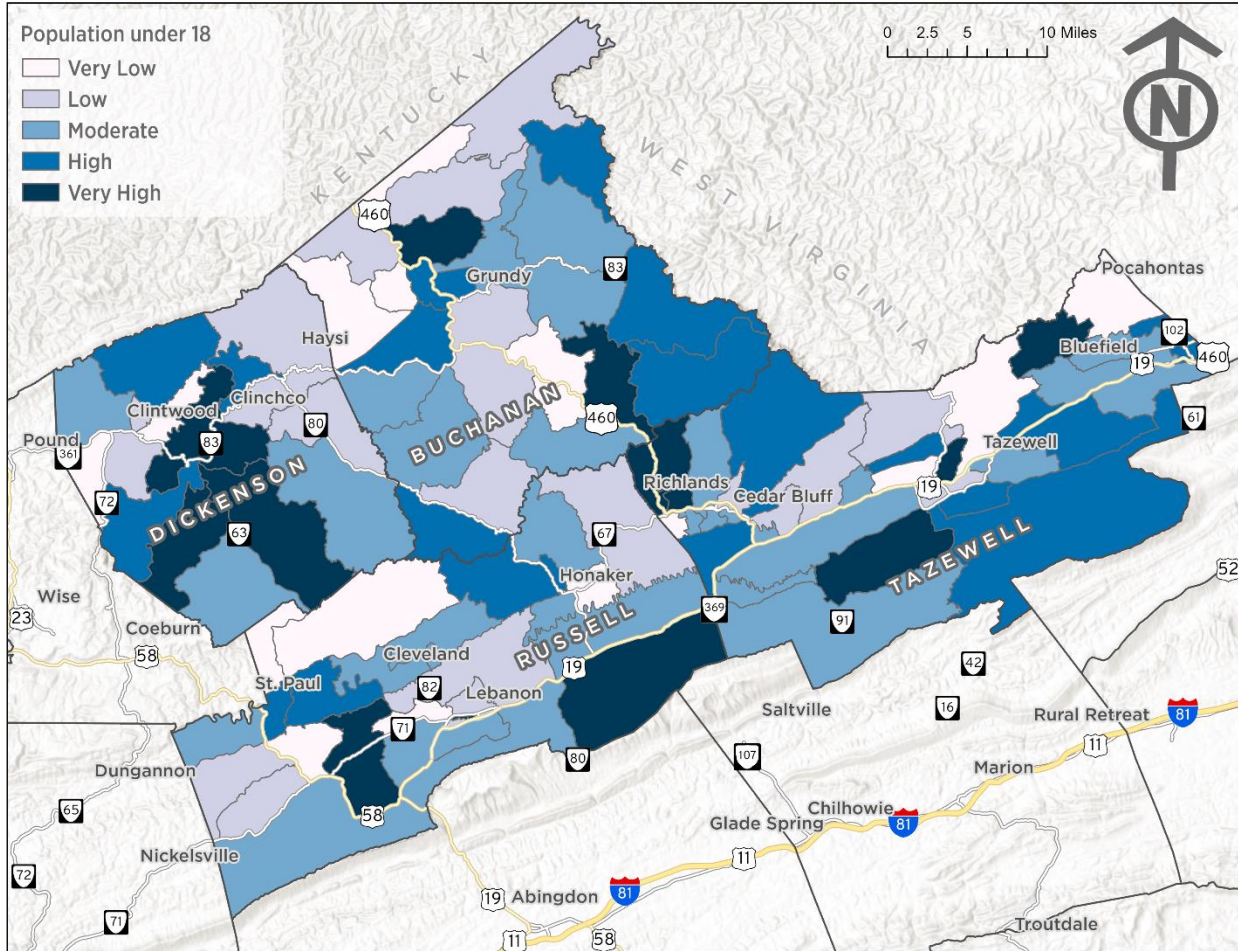 Population under 18
Very Low
Low
Moderate
High
Very High
0 2.5 5 10 Miles
N
KENTUCKY
WEST VIRGINIA
460
Grundy
83
Pocahontas
102
Bluefield
19
460
61
Haysi
Clinchco
Clintwood
83
80
Pound
361
72
BUCHANAN
460
Tazewell
19
Richlands
Cedar Bluff
DICKENSON
63
67
Honaker
TAZEWELL
52
Wise
23
Coeburn
58
369
91
RUSSELL
Cleveland
19
St. Paul
82
Lebanon
71
42
16
Saltville
Rural Retreat
81
11
80
107
Dungannon
65
58
Marion
Chilhowie
Glade Spring
81
11
Nickelsville
72
71
19
Abingdon
81
11
58
Troutdale